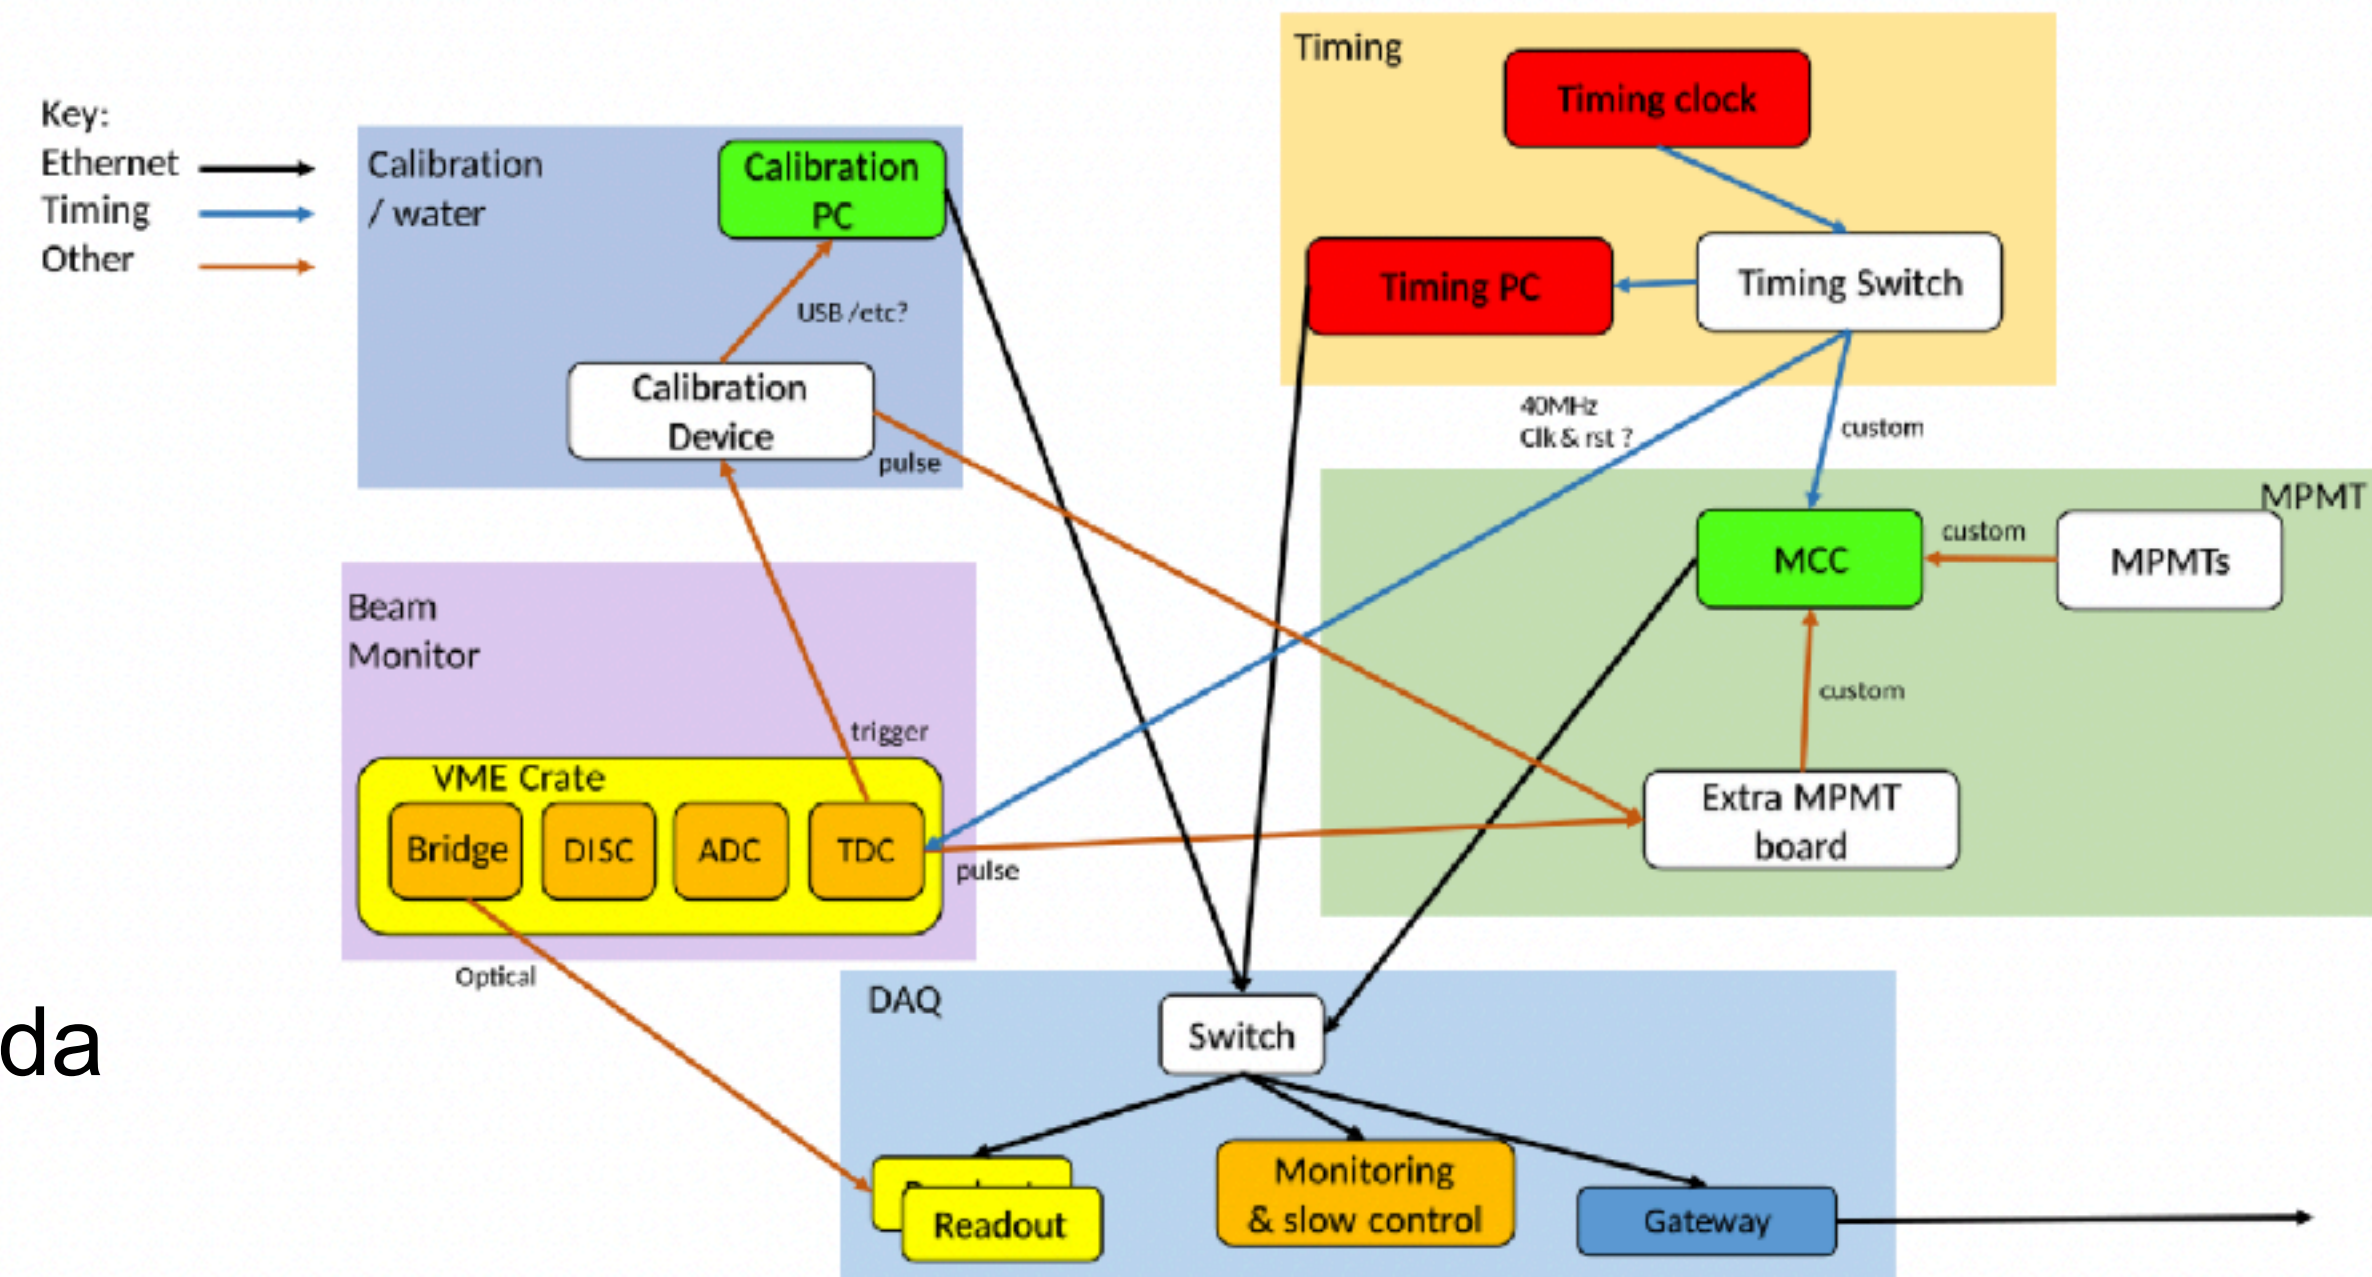 Key:
Ethernet
Timing
Other
Calibration
/ water
Calibration
PC
USB /etc?
Calibration
Device
pulse
Timing
Timing clock
Timing PC
Timing Switch
40MHz
Clk & rst ?
custom
MPMT
MCC
custom
MPMTs
custom
Extra MPMT
board
Beam
Monitor
trigger
VME Crate
Bridge
DISC
ADC
TDC
pulse
Optical
da
DAQ
Switch
Readout
Monitoring
& slow control
Gateway